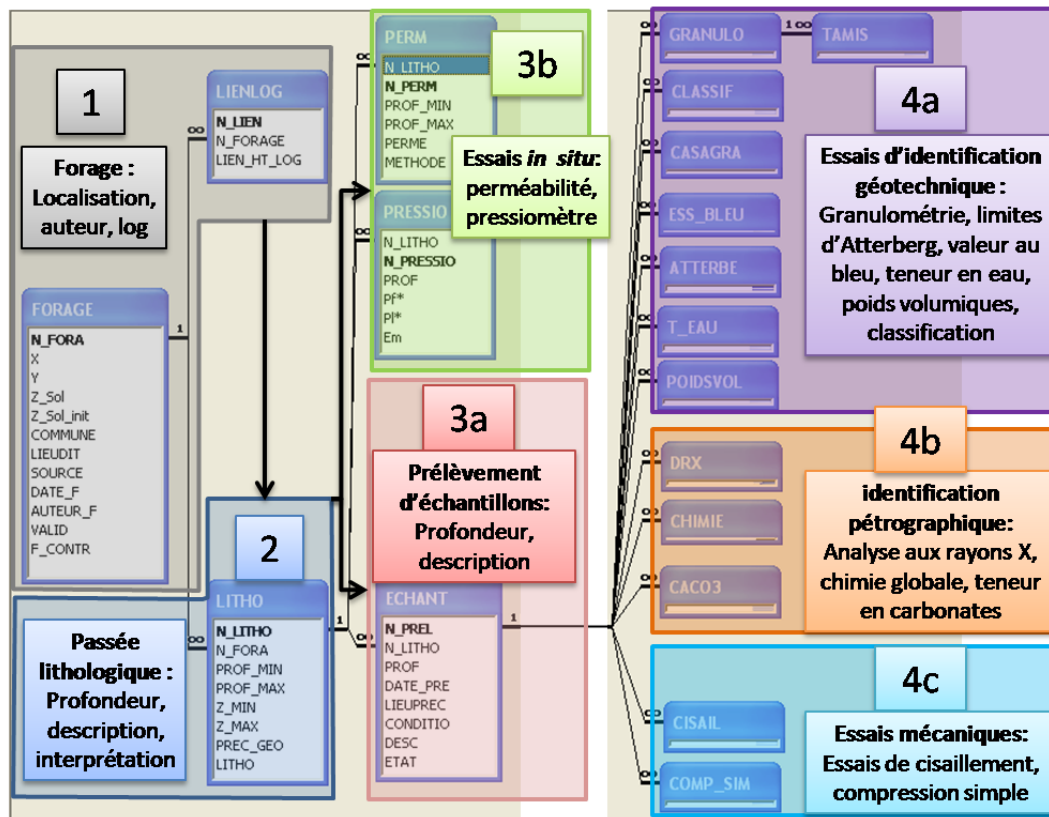 1
Forage :
Localisation,
auteur, log
LIENLOG
N_LIEN
N_FORAGE
LIEN_HT_LOG
∞
FORAGE
N_FORA
X
Y
Z_Sol
Z_Sol_init
COMMUNE
LIEUDIT
SOURCE
DATE_F
AUTEUR_F
VALID
F_CONTR
1
2
Passée
lithologique :
Profondeur,
description,
interprétation
∞
LITHO
N_LITHO
N_FORA
PROF_MIN
PROF_MAX
Z_MIN
Z_MAX
PREC_GEO
LITHO
1
3b
Essais in situ:
perméabilité,
pressiomètre
∞
PERM
N_LITHO
N_PERM
PROF_MIN
PROF_MAX
PERME
METHODE
∞
PRESSIO
N_LITHO
N_PRESSIO
PROF
Pf*
Pl*
Em
3a
Prélèvement
d'échantillons:
Profondeur,
description
∞
ECHANT
N_PREL
N_LITHO
PROF
DATE_PRE
LIEUPREC
CONDITIO
DESC
ETAT
1
∞
GRANULO
1
∞
TAMIS
∞
CLASSIF
∞
CASAGRA
∞
ESS_BLEU
∞
ATTERBE
∞
T_EAU
∞
POIDSVOL
4a
Essais d'identification
géotechnique :
Granulométrie, limites
d'Atterberg, valeur au
bleu, teneur en eau,
poids volumiques,
classification
∞
DRX
∞
CHIMIE
∞
CACO3
4b
identification
pétrographique:
Analyse aux rayons X,
chimie globale, teneur
en carbonates
∞
CISAIL
∞
COMP_SIM
4c
Essais mécaniques:
Essais de cisaillement,
compression simple